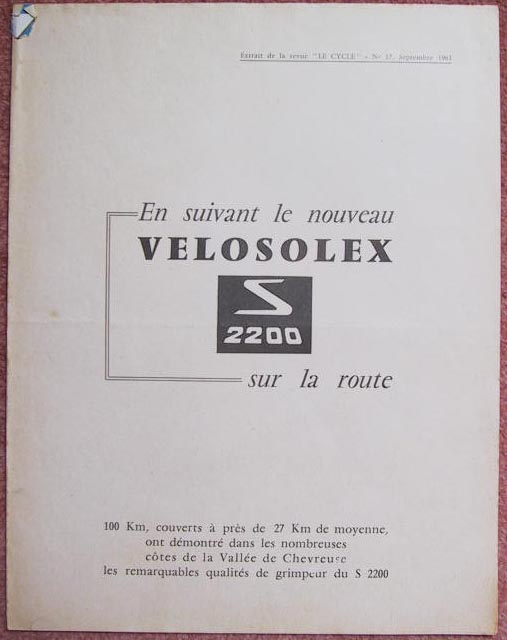 Extrait de la revue "LE CYCLE" - N° 37, Septembre 1961
En suivant le nouveau
VELOSOLEX
S
2200
sur la route
100 Km, couverts à près de 27 Km de moyenne,
ont démontré dans les nombreuses
côtes de la Vallée de Chevreuse
les remarquables qualités de grimpeur du S 2200